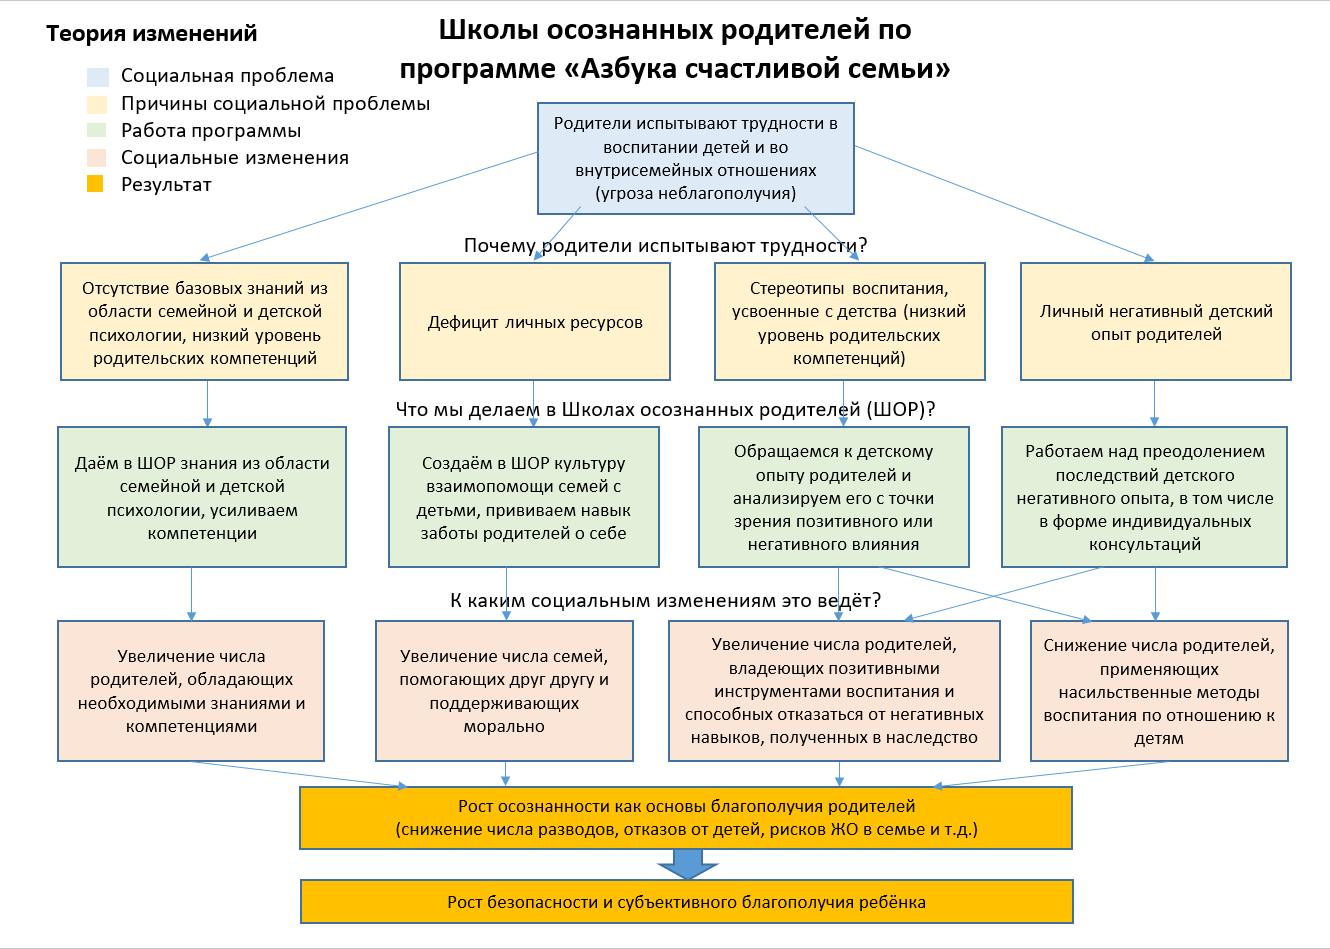 Теория изменений
Социальная проблема
Причины социальной проблемы
Работа программы
Социальные изменения
Результат
Школы осознанных родителей по
программе «Азбука счастливой семьи»
Родители испытывают трудности в
воспитании детей и во
внутрисемейных отношениях
(угроза неблагополучия)
Почему родители испытывают трудности?
Отсутствие базовых знаний из
области семейной и детской
психологии, низкий уровень
родительских компетенций
Дефицит личных ресурсов
Стереотипы воспитания,
усвоенные с детства (низкий
уровень родительских
компетенций)
Личный негативный детский
опыт родителей
Что мы делаем в Школах осознанных родителей (ШОР)?
Даём в ШОР знания из области
семейной и детской
психологии, усиливаем
компетенции
Создаём в ШОР культуру
взаимопомощи семей с
детьми, прививаем навык
заботы родителей о себе
Обращаемся к детскому
опыту родителей и
анализируем его с точки
зрения позитивного или
негативного влияния
Работаем над преодолением
последствий детского
негативного опыта, в том числе
в форме индивидуальных
консультаций
К каким социальным изменениям это ведёт?
Увеличение числа
родителей, обладающих
необходимыми знаниями и
компетенциями
Увеличение числа семей,
помогающих друг другу и
поддерживающих
морально
Увеличение числа родителей,
владеющих позитивными
инструментами воспитания и
способных отказаться от негативных
навыков, полученных в наследство
Снижение числа родителей,
применяющих
насильственные методы
воспитания по отношению к
детям
Рост осознанности как основы благополучия родителей
(снижение числа разводов, отказов от детей, рисков ЖО в семье и т.д.)
Рост безопасности и субъективного благополучия ребёнка